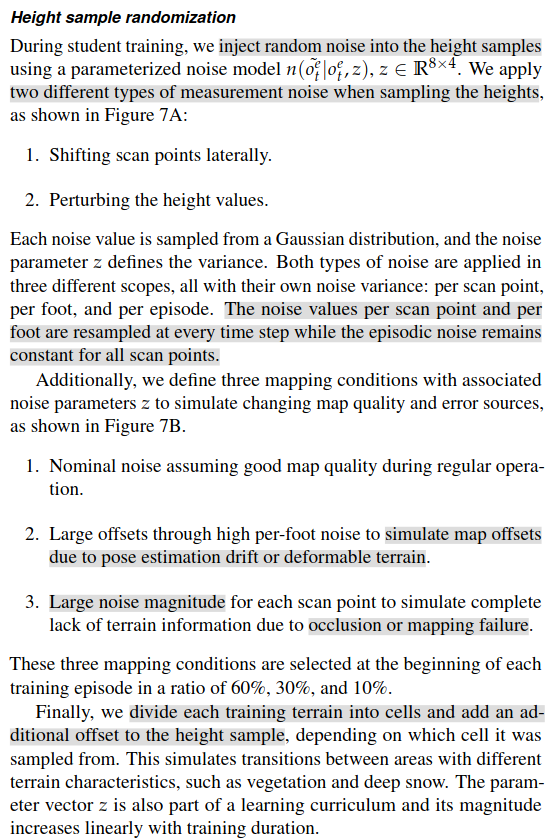 Height sample randomization
During student training, we inject random noise into the height samples
using a parameterized noise model n(õᵉₜ|oᵉₜ, z), z ∈ ℝ⁸ˣ⁴. We apply
two different types of measurement noise when sampling the heights,
as shown in Figure 7A:
1. Shifting scan points laterally.
2. Perturbing the height values.
Each noise value is sampled from a Gaussian distribution, and the noise
parameter z defines the variance. Both types of noise are applied in
three different scopes, all with their own noise variance: per scan point,
per foot, and per episode. The noise values per scan point and per
foot are resampled at every time step while the episodic noise remains
constant for all scan points.
Additionally, we define three mapping conditions with associated
noise parameters z to simulate changing map quality and error sources,
as shown in Figure 7B.
1. Nominal noise assuming good map quality during regular opera-
tion.
2. Large offsets through high per-foot noise to simulate map offsets
due to pose estimation drift or deformable terrain.
3. Large noise magnitude for each scan point to simulate complete
lack of terrain information due to occlusion or mapping failure.
These three mapping conditions are selected at the beginning of each
training episode in a ratio of 60%, 30%, and 10%.
Finally, we divide each training terrain into cells and add an ad-
ditional offset to the height sample, depending on which cell it was
sampled from. This simulates transitions between areas with different
terrain characteristics, such as vegetation and deep snow. The param-
eter vector z is also part of a learning curriculum and its magnitude
increases linearly with training duration.